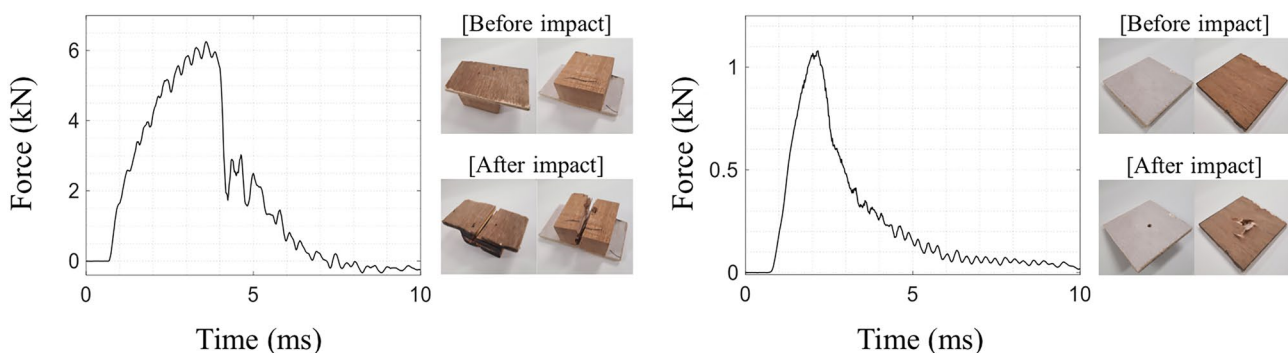 Force (kN)
6
4
2
0
0
5
10
Time (ms)
[Before impact]
[After impact]
Force (kN)
1
0.5
0
0
5
10
Time (ms)
[Before impact]
[After impact]